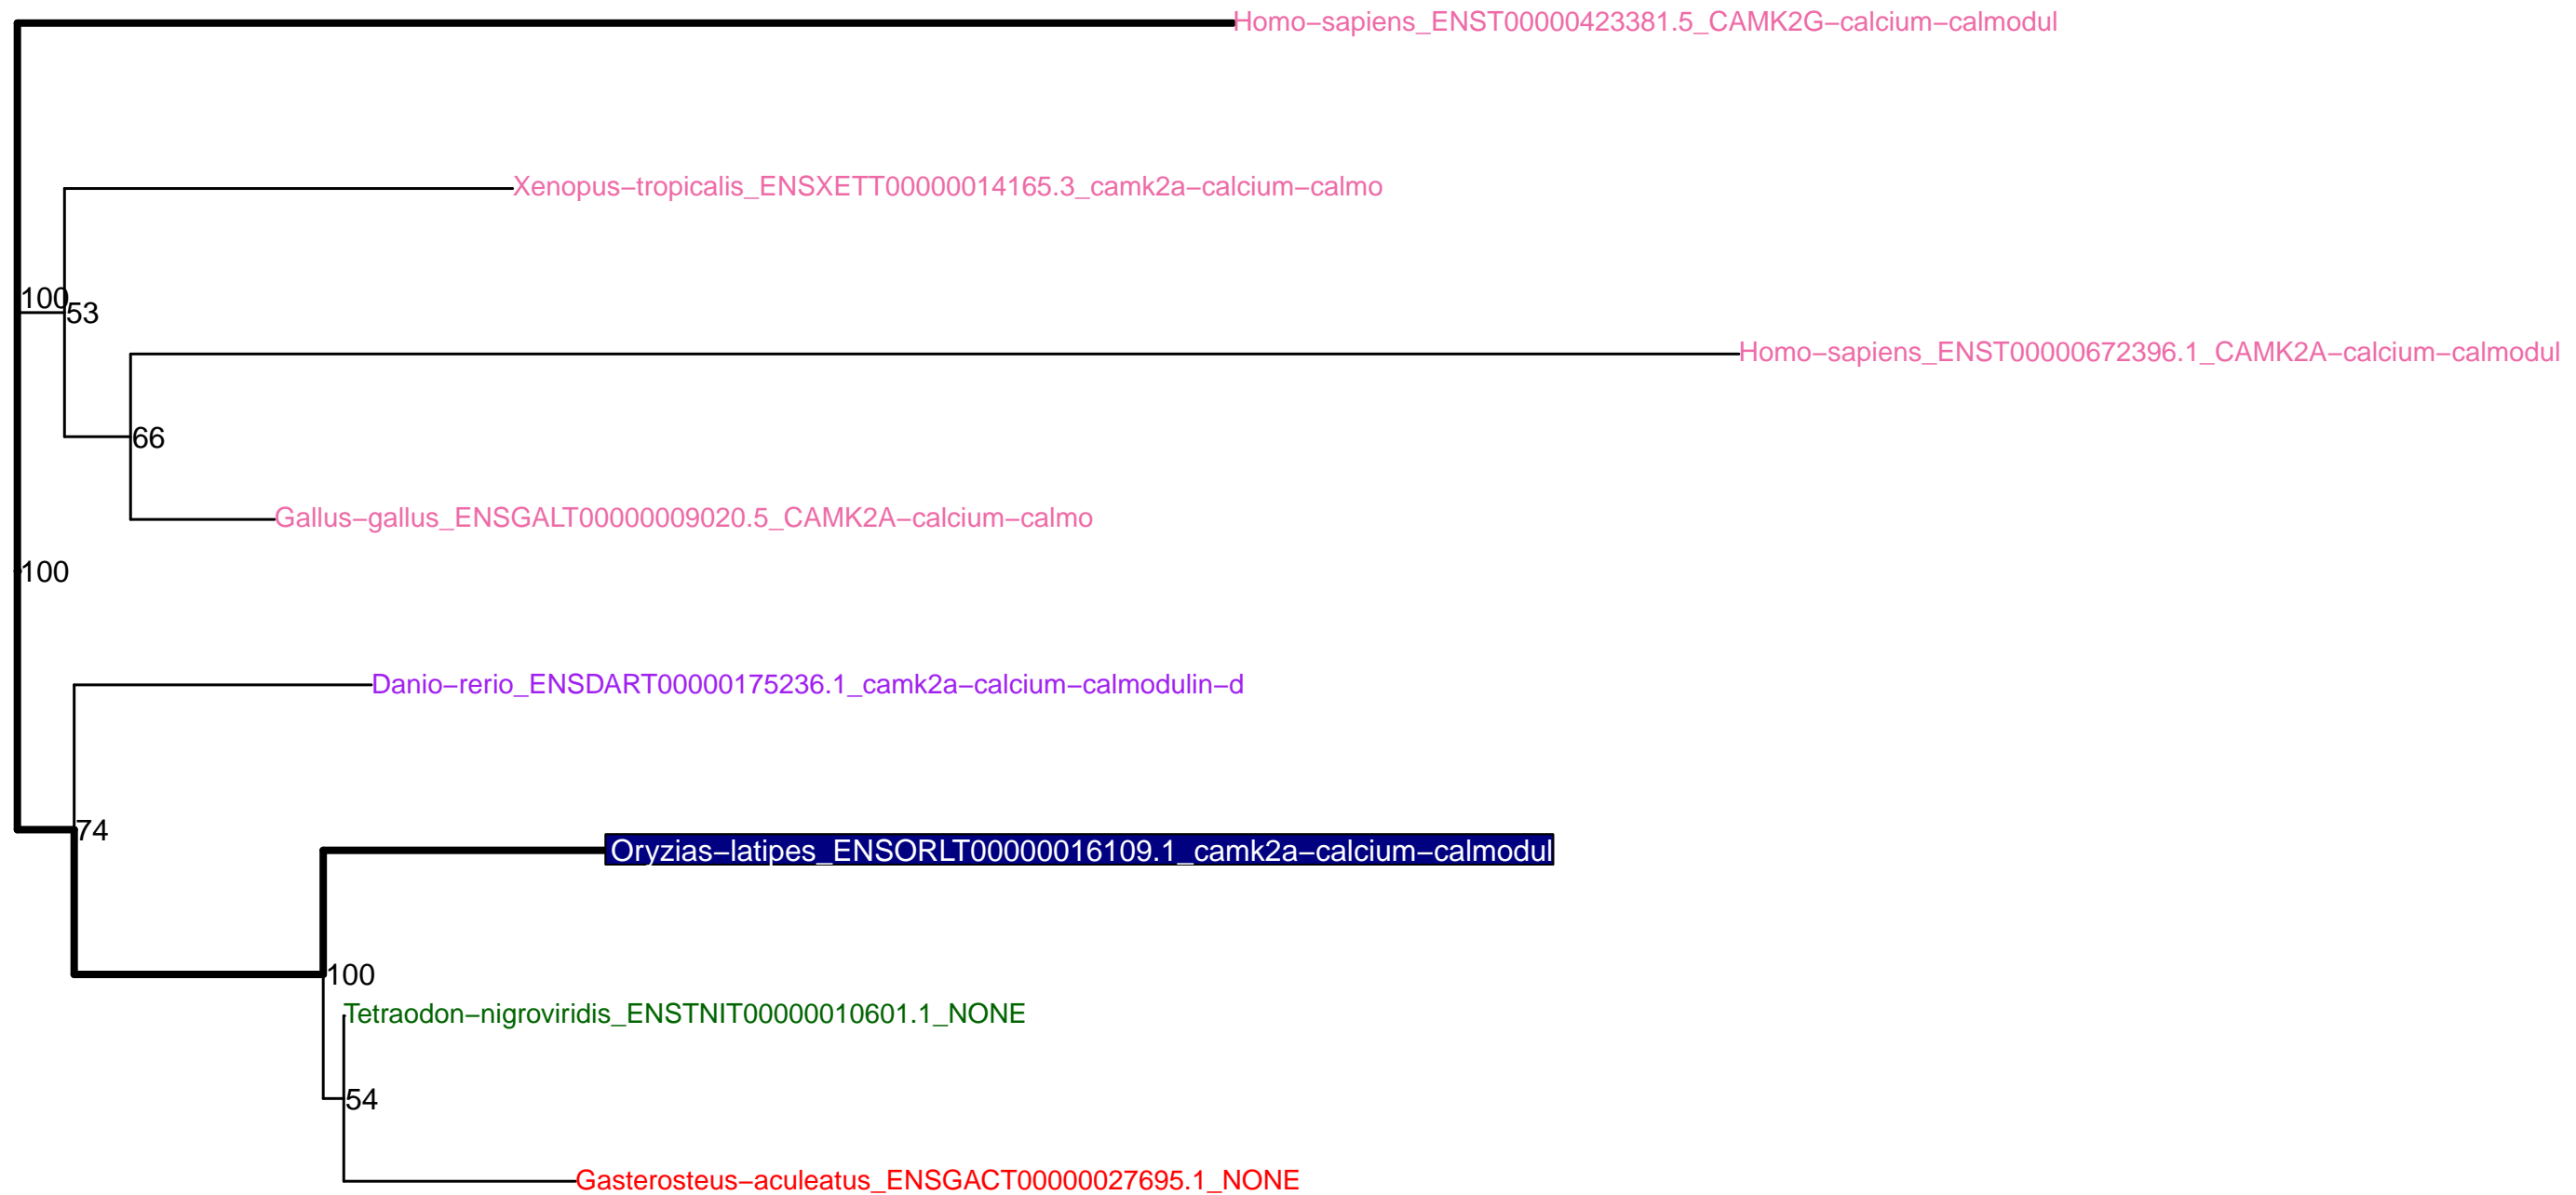 Homo−sapiens_ENST00000423381.5_CAMK2G−calcium−calmodul
Xenopus−tropicalis_ENSXETT00000014165.3_camk2a−calcium−calmo
100
53
Homo−sapiens_ENST00000672396.1_CAMK2A−calcium−calmodul
66
Gallus−gallus_ENSGALT00000009020.5_CAMK2A−calcium−calmo
100
Danio−rerio_ENSDART00000175236.1_camk2a−calcium−calmodulin−d
74
Oryzias−latipes_ENSORLT00000016109.1_camk2a−calcium−calmodul
100
Tetraodon−nigroviridis_ENSTNIT00000010601.1_NONE
54
Gasterosteus−aculeatus_ENSGACT00000027695.1_NONE